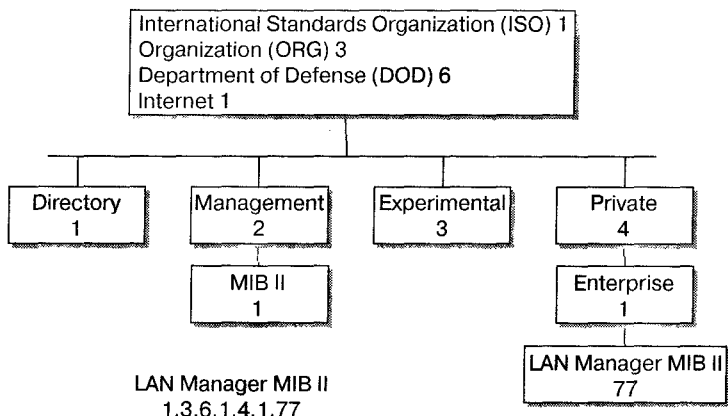 International Standards Organization (ISO) 1
Organization (ORG) 3
Department of Defense (DOD) 6
Internet 1
Directory
1
Management
2
Experimental
3
Private
4
MIB II
1
Enterprise
1
LAN Manager MIB II
77
LAN Manager MIB II
1.3.6.1.4.1.77